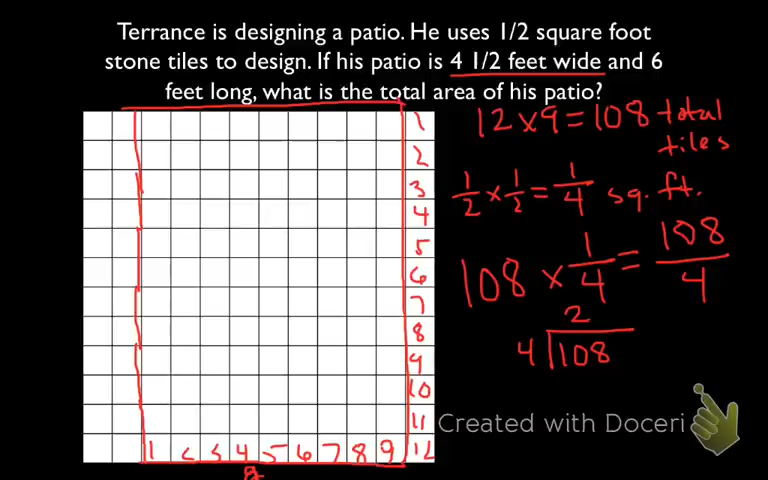 Terrance is designing a patio. He uses 1/2 square foot
stone tiles to design. If his patio is 4 1/2 feet wide and 6
feet long, what is the total area of his patio?
1
2
3
4
5
6
7
8
9
10
11
12
1 2 3 4 5 6 7 8 9
9
12 x 9 = 108 total
tiles
1/2 x 1/2 = 1/4 sq. ft.
108 x 1/4 = 108/4
2
4 108
Created with Doceri